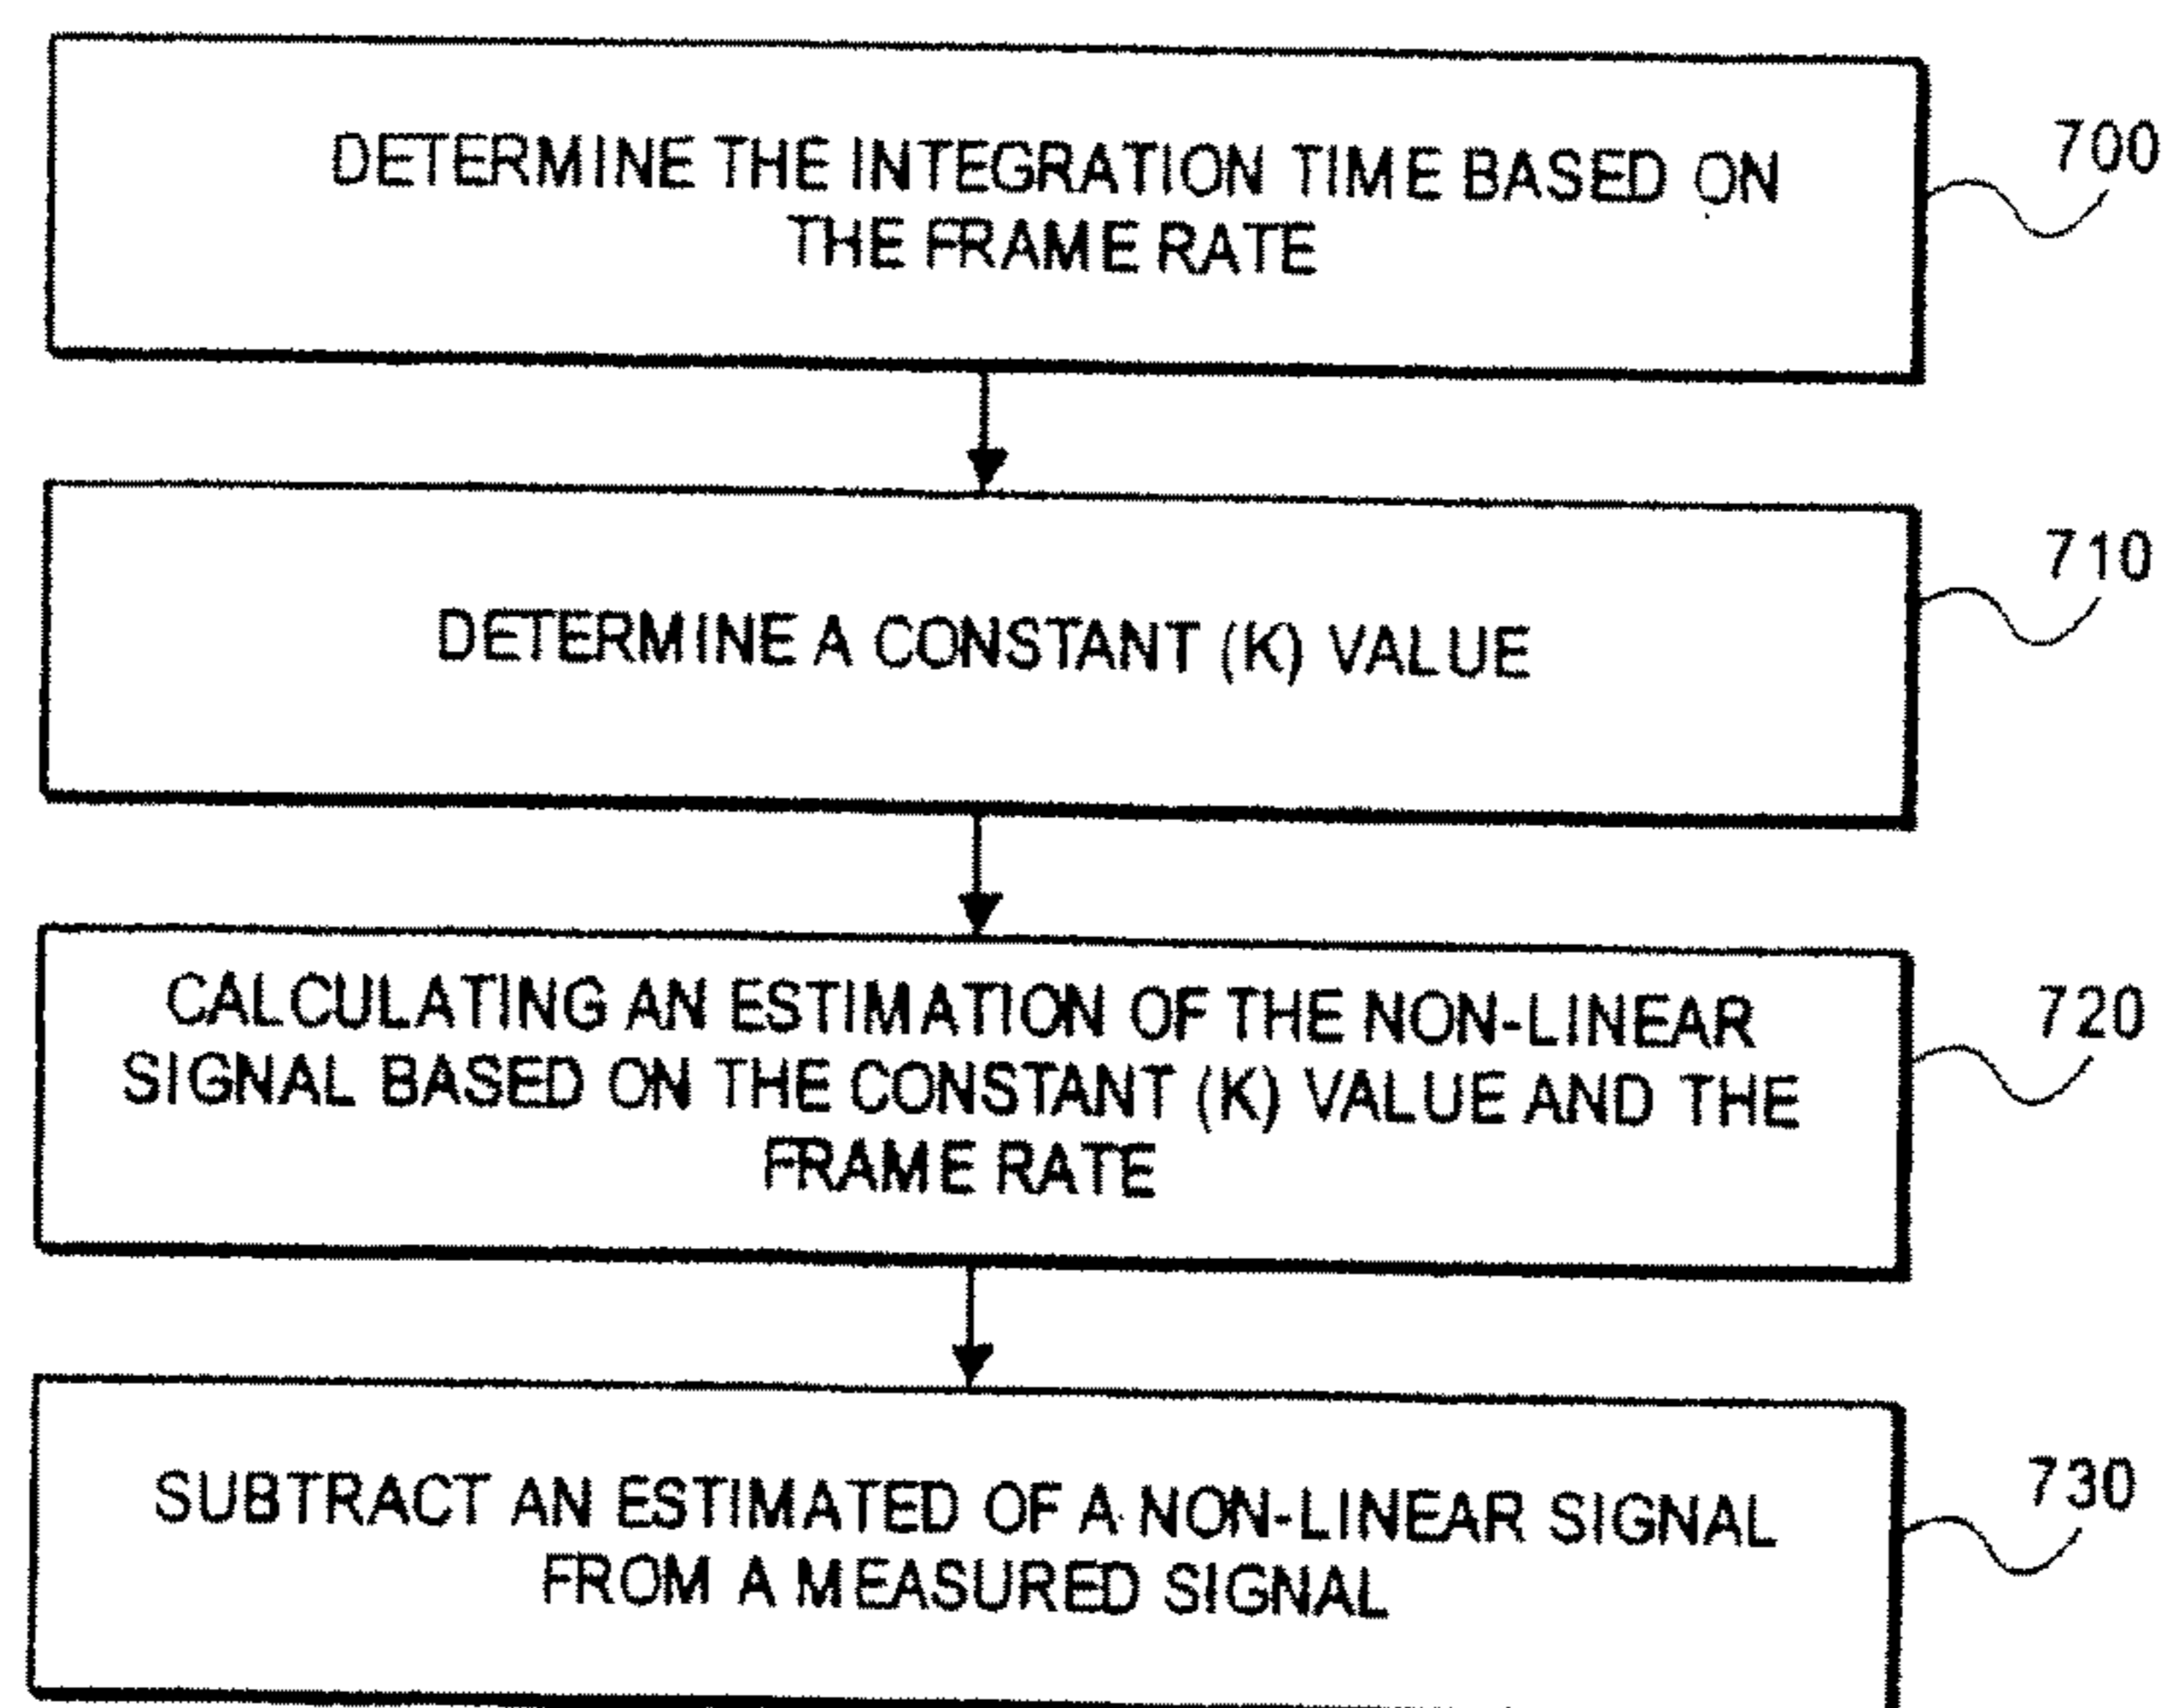 DETERMINE THE INTEGRATION TIME BASED ON
THE FRAME RATE
700
DETERMINE A CONSTANT (K) VALUE
710
CALCULATING AN ESTIMATION OF THE NON-LINEAR
SIGNAL BASED ON THE CONSTANT (K) VALUE AND THE
FRAME RATE
720
SUBTRACT AN ESTIMATED OF A NON-LINEAR SIGNAL
FROM A MEASURED SIGNAL
730